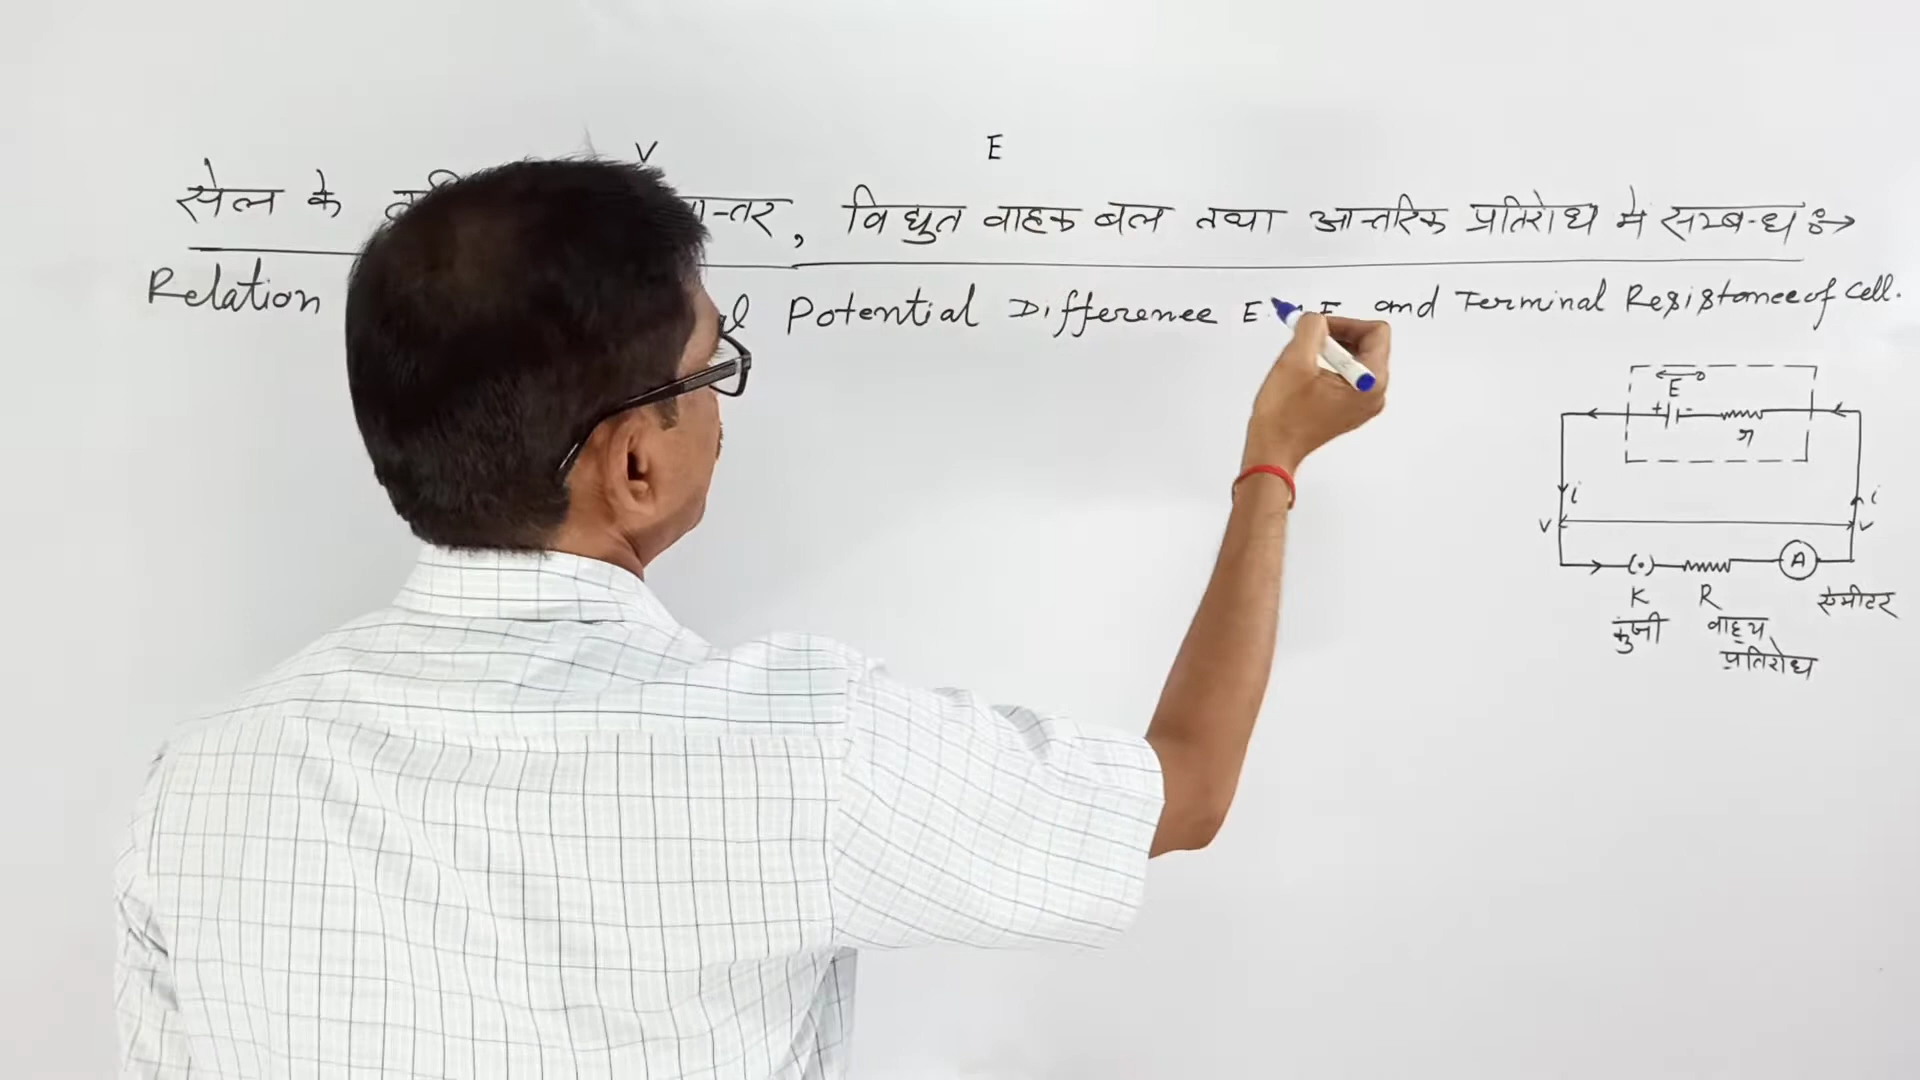 V E
सेल के न्तर, विद्युत वाहक बल तथा आन्तरिक प्रतिरोध में सम्बन्ध :→
Relation Potential Difference E and Terminal Resistance of Cell.
E
+ -
r
i i
V V
A
K R एमीटर
कुंजी वाह्य
प्रतिरोध